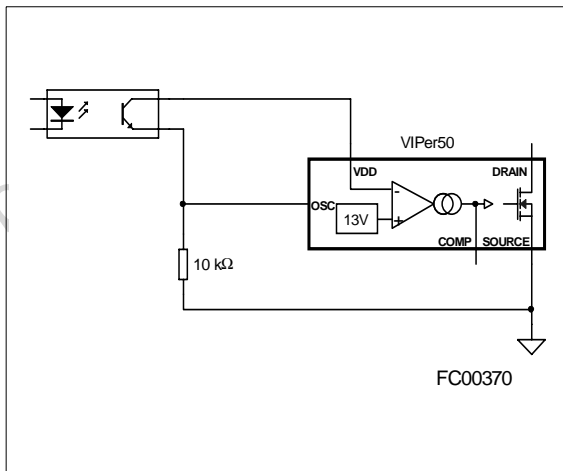 VIPer50
VDD
DRAIN
OSC
13V
-
+
COMP
SOURCE
10 kΩ
FC00370